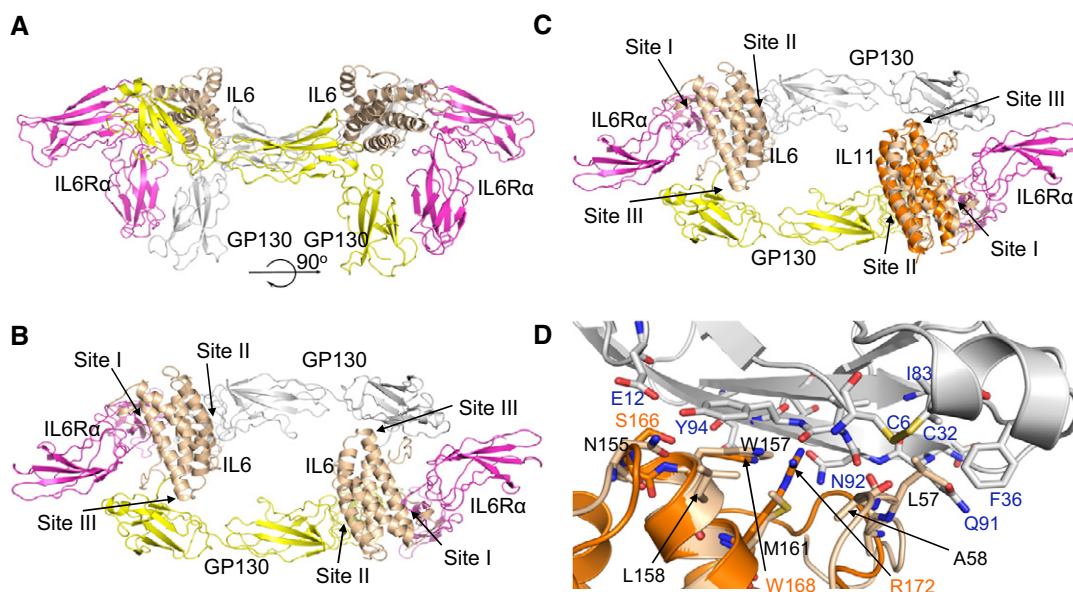 A
IL6
IL6
IL6Rα
IL6Rα
GP130
GP130
90°
B
Site I
Site II
GP130
Site III
IL6Rα
IL6
IL6
IL6Rα
Site III
GP130
Site II
Site I
C
Site I
Site II
GP130
Site III
IL6Rα
IL6
IL11
IL6Rα
Site III
GP130
Site II
Site I
D
E12
S166
Y94
I83
C6
C32
N155
W157
N92
L57
F36
Q91
L158
M161
A58
W168
R172